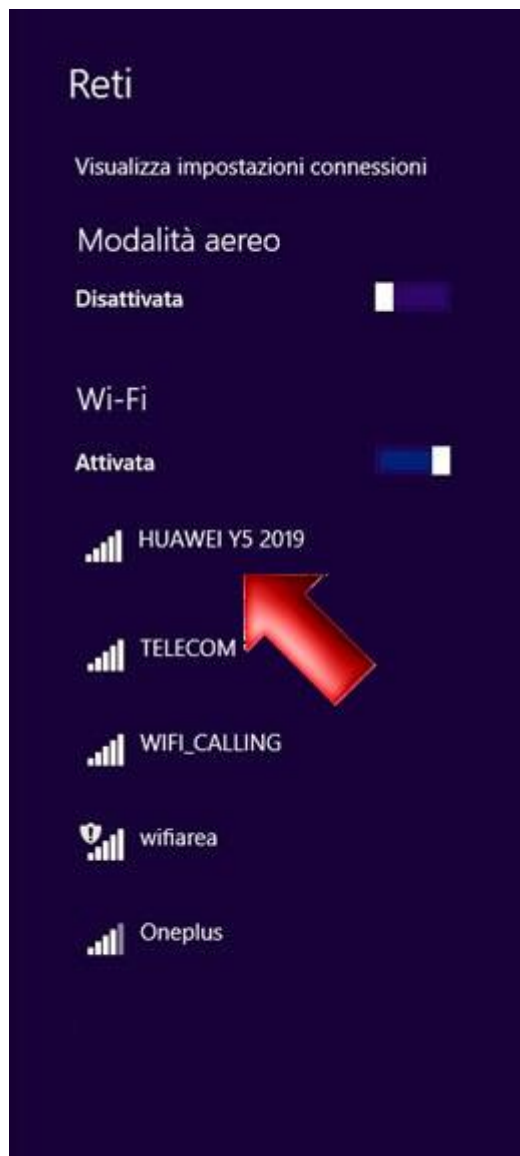 Reti
Visualizza impostazioni connessioni
Modalità aereo
Disattivata
Wi-Fi
Attivata
HUAWEI Y5 2019
TELECOM
WIFI_CALLING
wifiarea
Oneplus